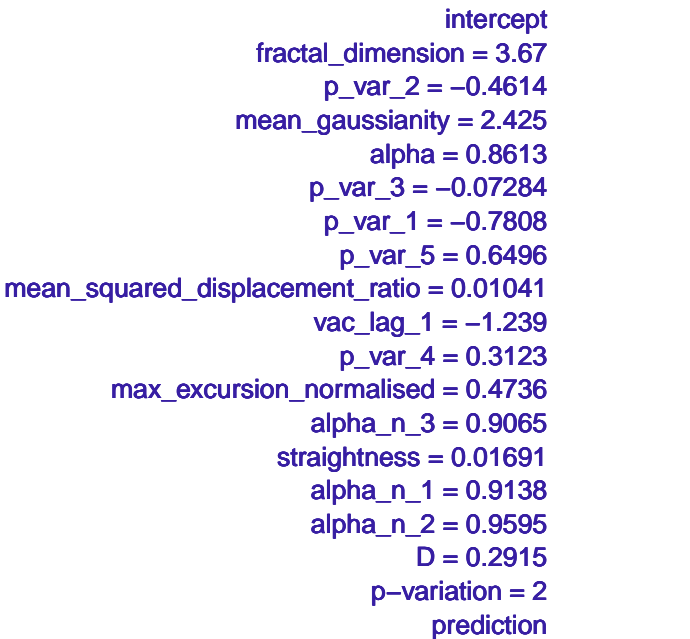 intercept
fractal_dimension = 3.67
p_var_2 = −0.4614
mean_gaussianity = 2.425
alpha = 0.8613
p_var_3 = −0.07284
p_var_1 = −0.7808
p_var_5 = 0.6496
mean_squared_displacement_ratio = 0.01041
vac_lag_1 = −1.239
p_var_4 = 0.3123
max_excursion_normalised = 0.4736
alpha_n_3 = 0.9065
straightness = 0.01691
alpha_n_1 = 0.9138
alpha_n_2 = 0.9595
D = 0.2915
p−variation = 2
prediction